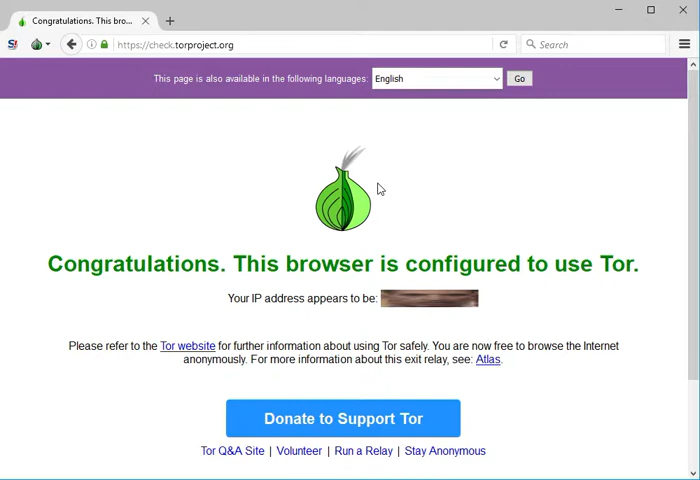 Congratulations. This bro...
https://check.torproject.org
Search
This page is also available in the following languages: English Go
Congratulations. This browser is configured to use Tor.
Your IP address appears to be:
Please refer to the Tor website for further information about using Tor safely. You are now free to browse the Internet
anonymously. For more information about this exit relay, see: Atlas.
Donate to Support Tor
Tor Q&A Site | Volunteer | Run a Relay | Stay Anonymous